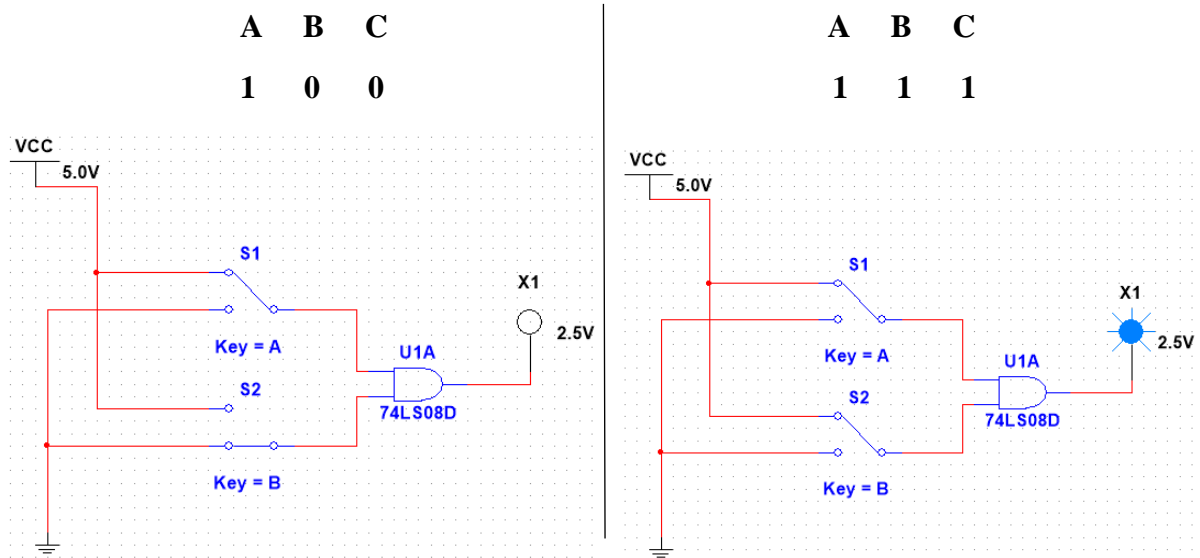 A B C
1 0 0
VCC
5.0V
S1
X1
2.5V
Key = A
U1A
S2
74LS08D
Key = B
A B C
1 1 1
VCC
5.0V
S1
X1
2.5V
Key = A
U1A
S2
74LS08D
Key = B